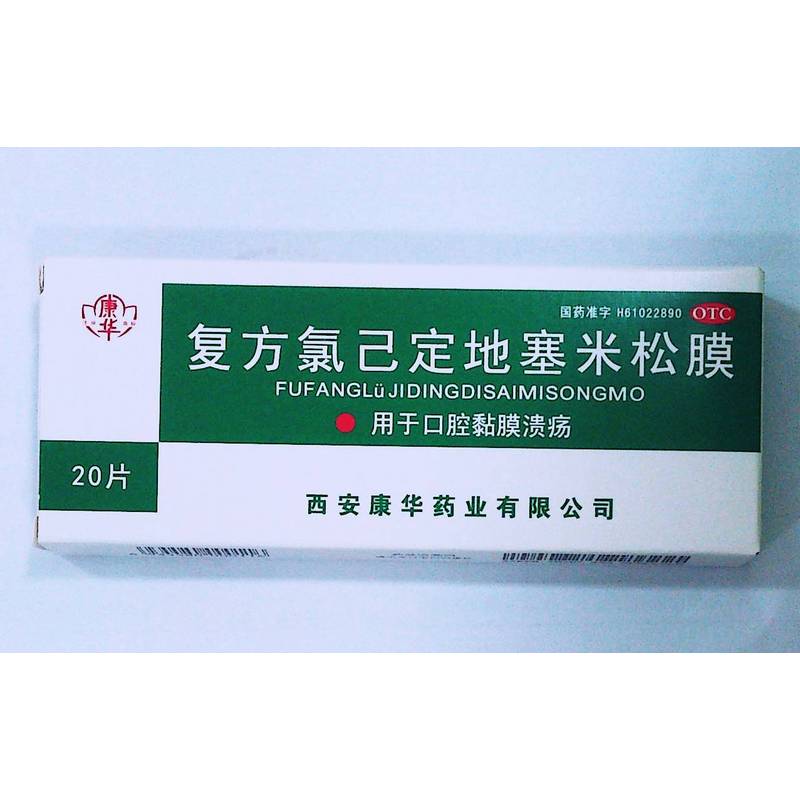 康华
国药准字 H61022890 OTC
复方氯己定地塞米松膜
FUFANGLüJIDINGDISAIMISONGMO
用于口腔黏膜溃疡
20片
西安康华药业有限公司